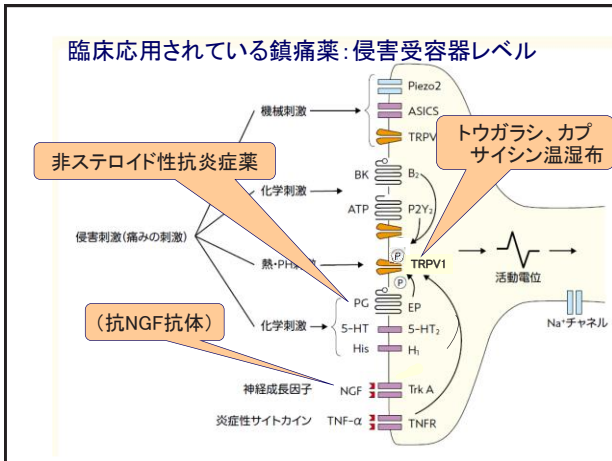 臨床応用されている鎮痛薬：侵害受容器レベル
Piezo2
機械刺激
ASICS
TRPV
トウガラシ、カプ
サイシン温湿布
非ステロイド性抗炎症薬
BK
B₂
化学刺激
ATP
P2Y₂
侵害刺激(痛みの刺激)
P
熱・PH刺激
TRPV1
P
活動電位
PG
EP
Na⁺チャネル
（抗NGF抗体）
化学刺激
5-HT
5-HT₂
His
H₁
神経成長因子
NGF
Trk A
炎症性サイトカイン
TNF-α
TNFR